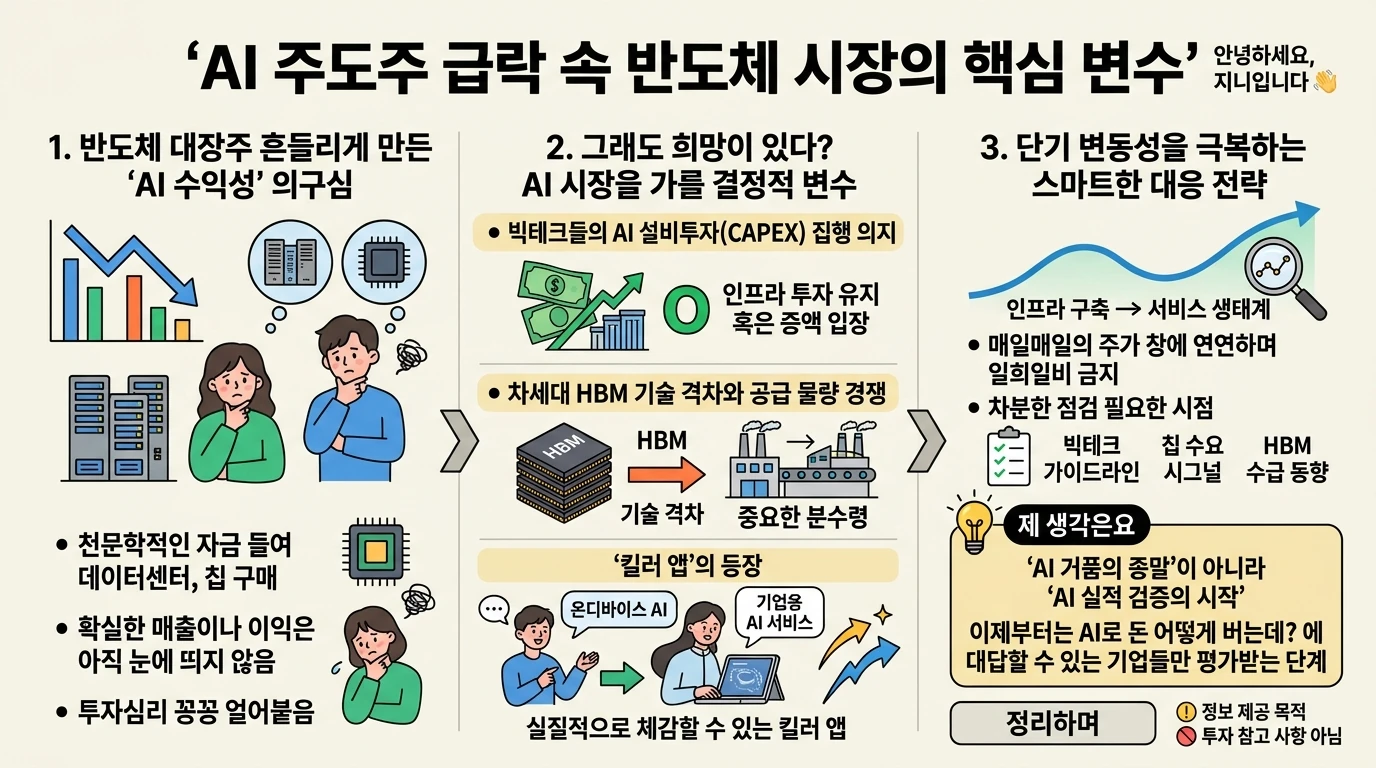 ‘AI 주도주 급락 속 반도체 시장의 핵심 변수’
안녕하세요,
지니입니다 👋
1. 반도체 대장주 흔들리게 만든
‘AI 수익성’ 의구심
• 천문학적인 자금 들여
데이터센터, 칩 구매
• 확실한 매출이나 이익은
아직 눈에 띄지 않음
• 투자심리 꽁꽁 얼어붙음
2. 그래도 희망이 있다?
AI 시장을 가를 결정적 변수
• 빅테크들의 AI 설비투자(CAPEX) 집행 의지
$
O
인프라 투자 유지
혹은 증액 입장
• 차세대 HBM 기술 격차와 공급 물량 경쟁
HBM
HBM
기술 격차
→
중요한 분수령
‘킬러 앱’의 등장
...
온디바이스 AI
기업용
AI 서비스
실질적으로 체감할 수 있는 킬러 앱
3. 단기 변동성을 극복하는
스마트한 대응 전략
인프라 구축 → 서비스 생태계
• 매일매일의 주가 창에 연연하며
일희일비 금지
• 차분한 점검 필요한 시점
빅테크
가이드라인
칩 수요
시그널
HBM
수급 동향
제 생각은요
‘AI 거품의 종말’이 아니라
‘AI 실적 검증의 시작’
이제부터는 AI로 돈 어떻게 버는데? 에
대답할 수 있는 기업들만 평가받는 단계
정리하며
정보 제공 목적
투자 참고 사항 아님